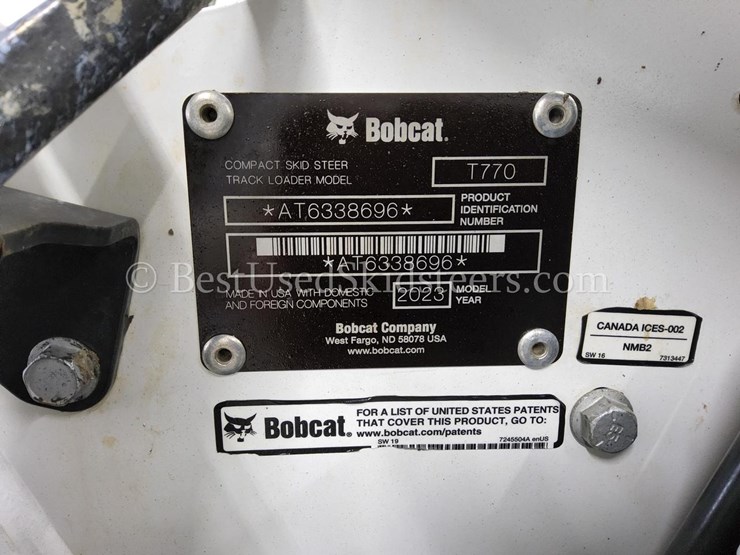 Bobcat.
COMPACT SKID STEER
TRACK LOADER MODEL
T770
*AT6338696*
PRODUCT
IDENTIFICATION
NUMBER
*AT6338696*
© BestUsedSkidsteers.com
MADE IN USA WITH DOMESTIC
AND FOREIGN COMPONENTS
2023
MODEL
YEAR
Bobcat Company
West Fargo, ND 58078 USA
www.bobcat.com
CANADA ICES-002
NMB2
SW 16 7313447
Bobcat.
FOR A LIST OF UNITED STATES PATENTS
THAT COVER THIS PRODUCT, GO TO:
www.bobcat.com/patents
SW 19 7245504A enUS